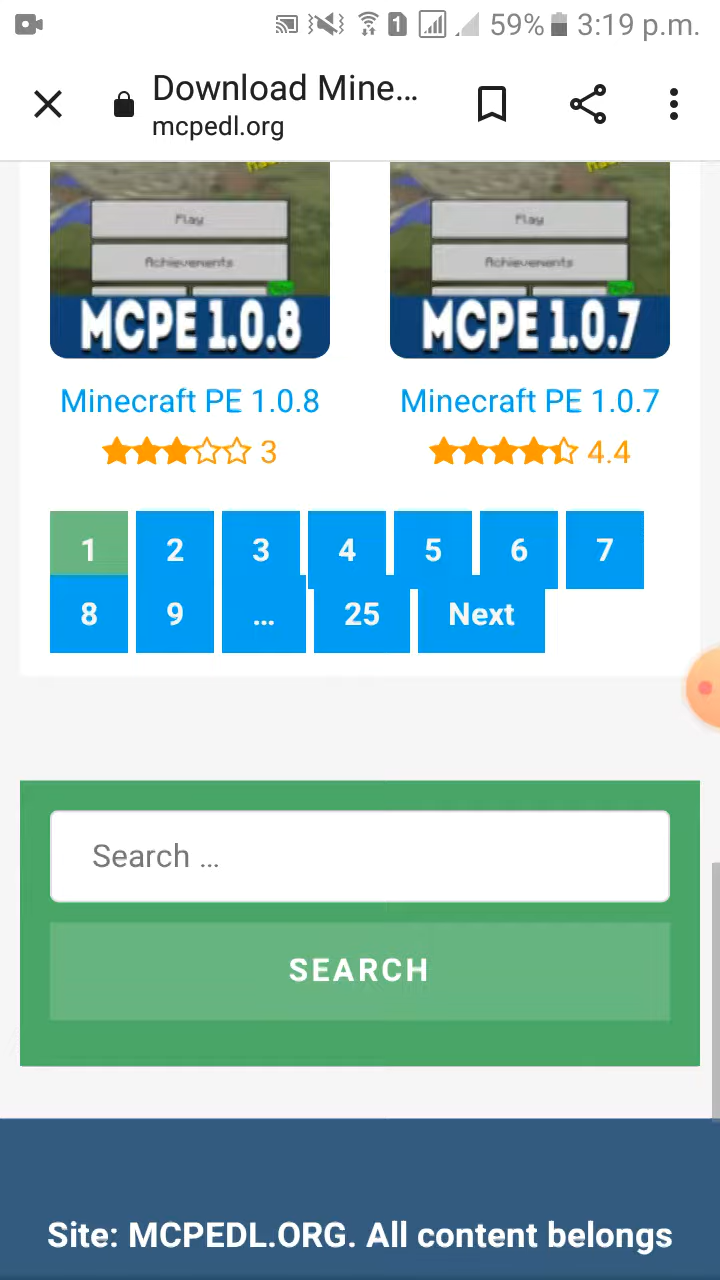 1 59% 3:19 p.m.
Download Mine...
mcpedl.org
Play Play
Achievements Achievements
MCPE 1.0.8 MCPE 1.0.7
Minecraft PE 1.0.8 Minecraft PE 1.0.7
3 4.4
1 2 3 4 5 6 7
8 9 ... 25 Next
Search ...
SEARCH
Site: MCPEDL.ORG. All content belongs